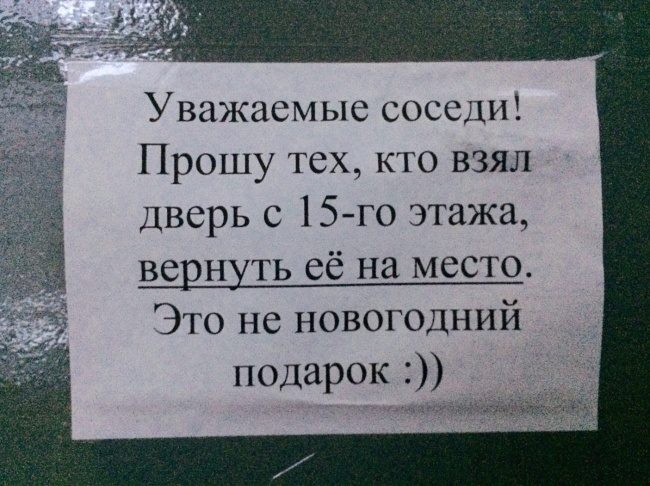 Уважаемые соседи!
Прошу тех, кто взял
дверь с 15-го этажа,
вернуть её на место.
Это не новогодний
подарок :))